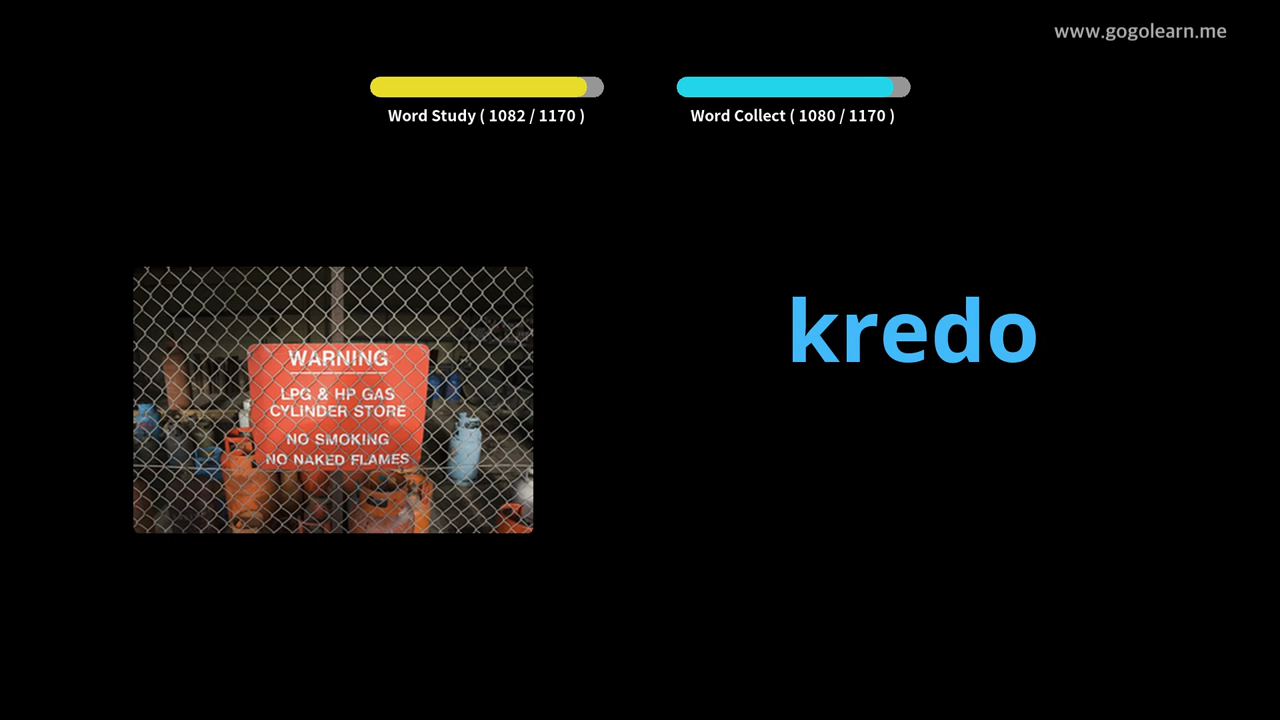 www.gogolearn.me
Word Study ( 1082 / 1170 )
Word Collect ( 1080 / 1170 )
kredo
WARNING
LPG & HP GAS
CYLINDER STORE
NO SMOKING
NO NAKED FLAMES